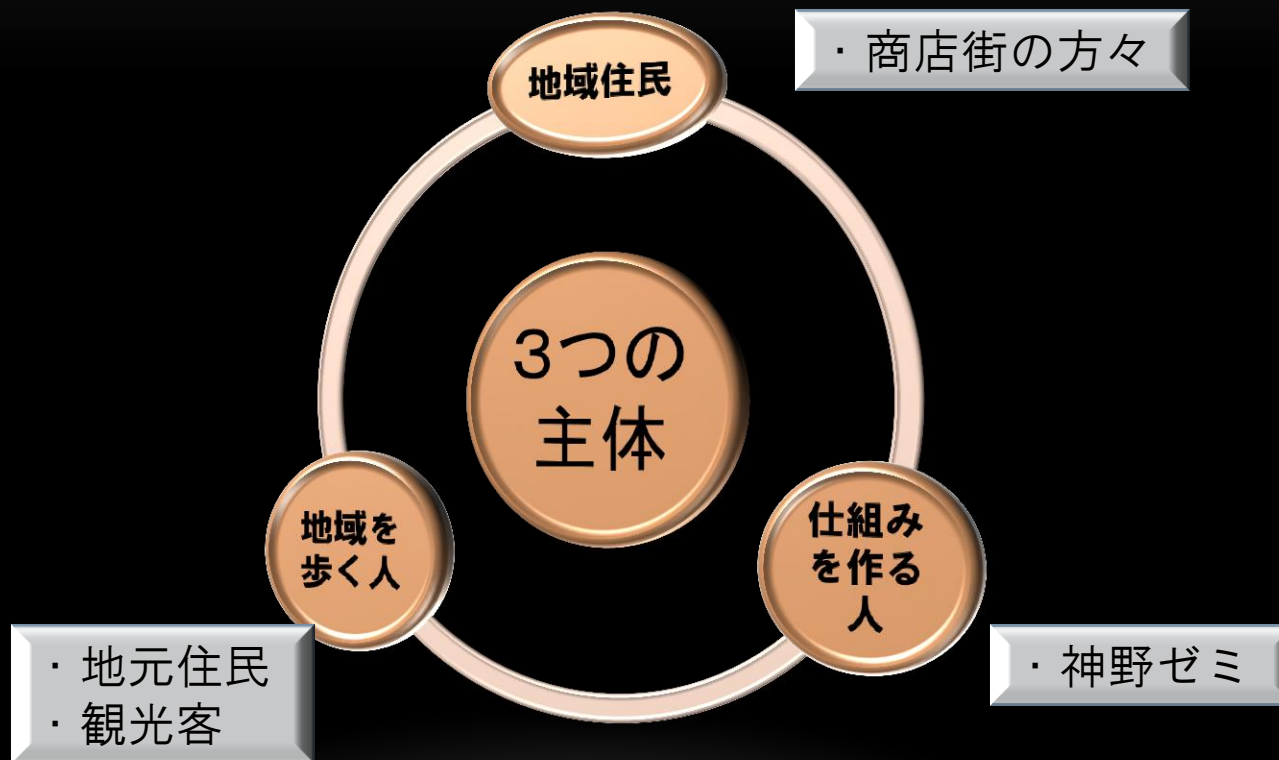 地域住民
・商店街の方々
3つの
主体
地域を
歩く人
仕組み
を作る
人
・地元住民
・観光客
・神野ゼミ